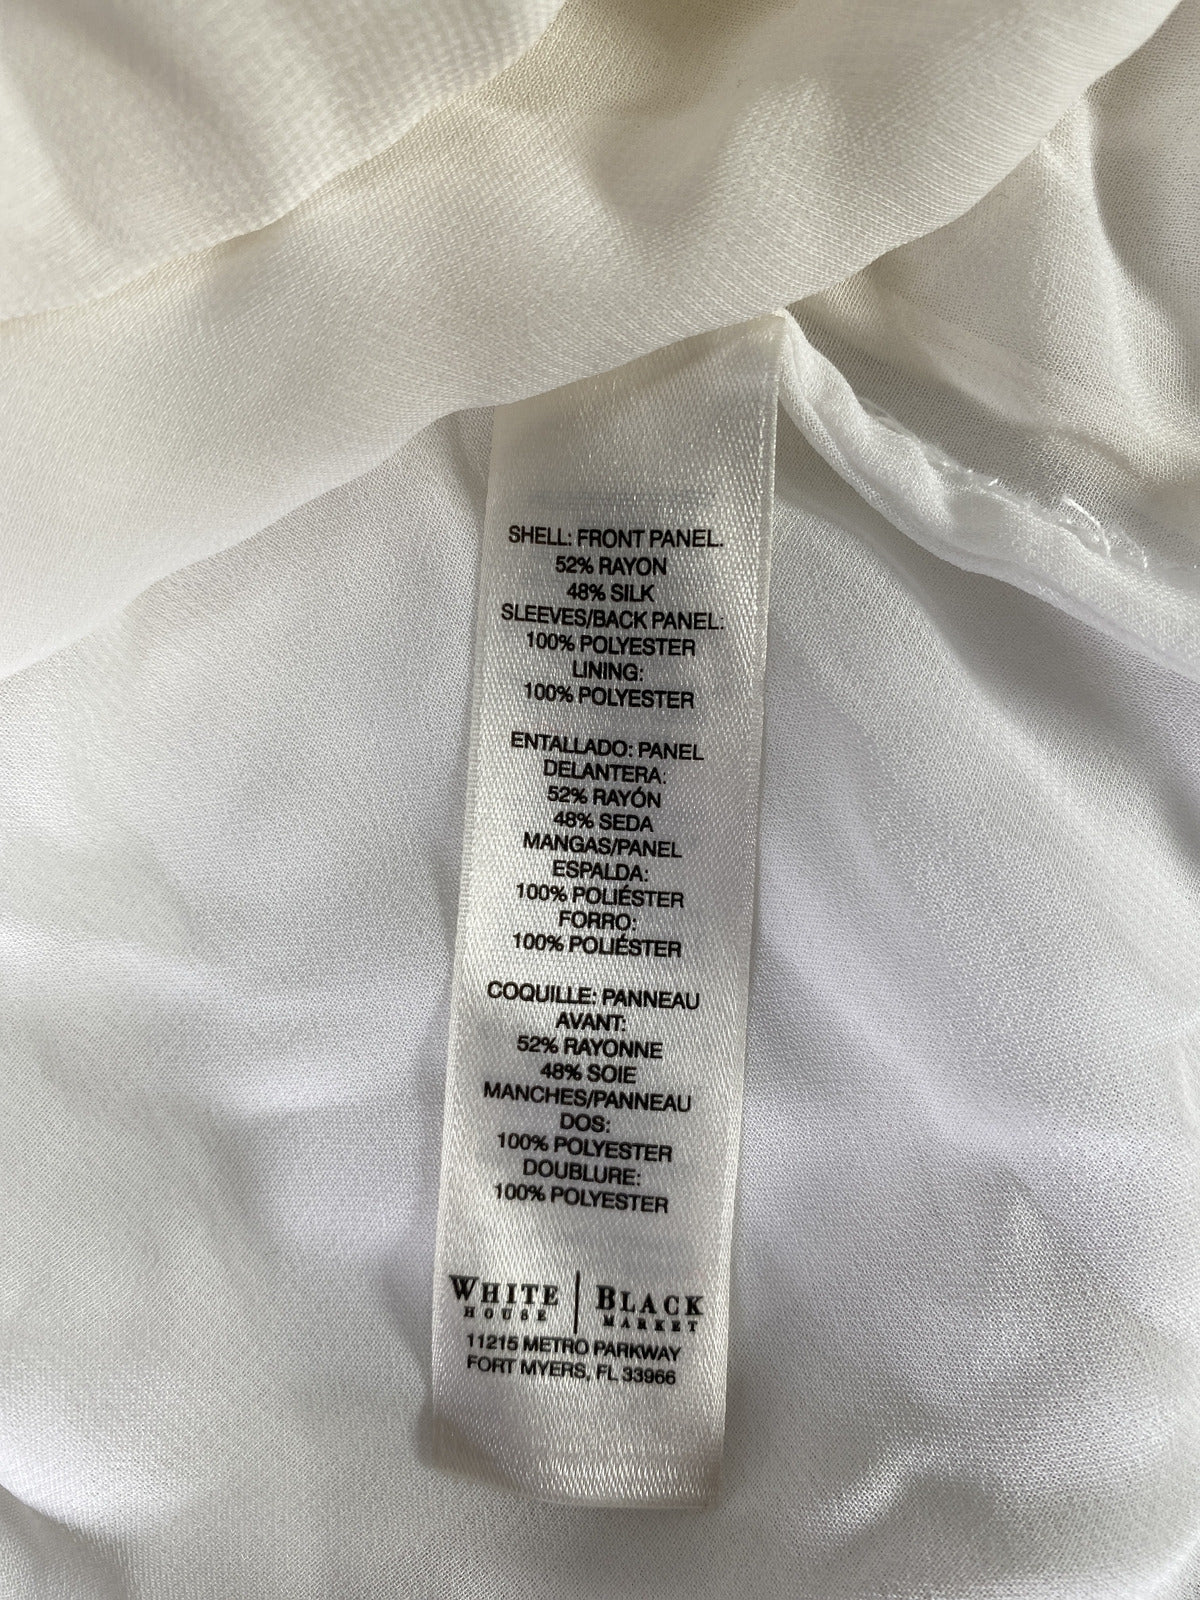 SHELL: FRONT PANEL.
52% RAYON
48% SILK
SLEEVES/BACK PANEL:
100% POLYESTER
LINING:
100% POLYESTER
ENTALLADO: PANEL
DELANTERA:
52% RAYÓN
48% SEDA
MANGAS/PANEL
ESPALDA:
100% POLIÉSTER
FORRO:
100% POLIÉSTER
COQUILLE: PANNEAU
AVANT:
52% RAYONNE
48% SOIE
MANCHES/PANNEAU
DOS:
100% POLYESTER
DOUBLURE:
100% POLYESTER
WHITE | BLACK
HOUSE MARKET
11215 METRO PARKWAY
FORT MYERS, FL 33966